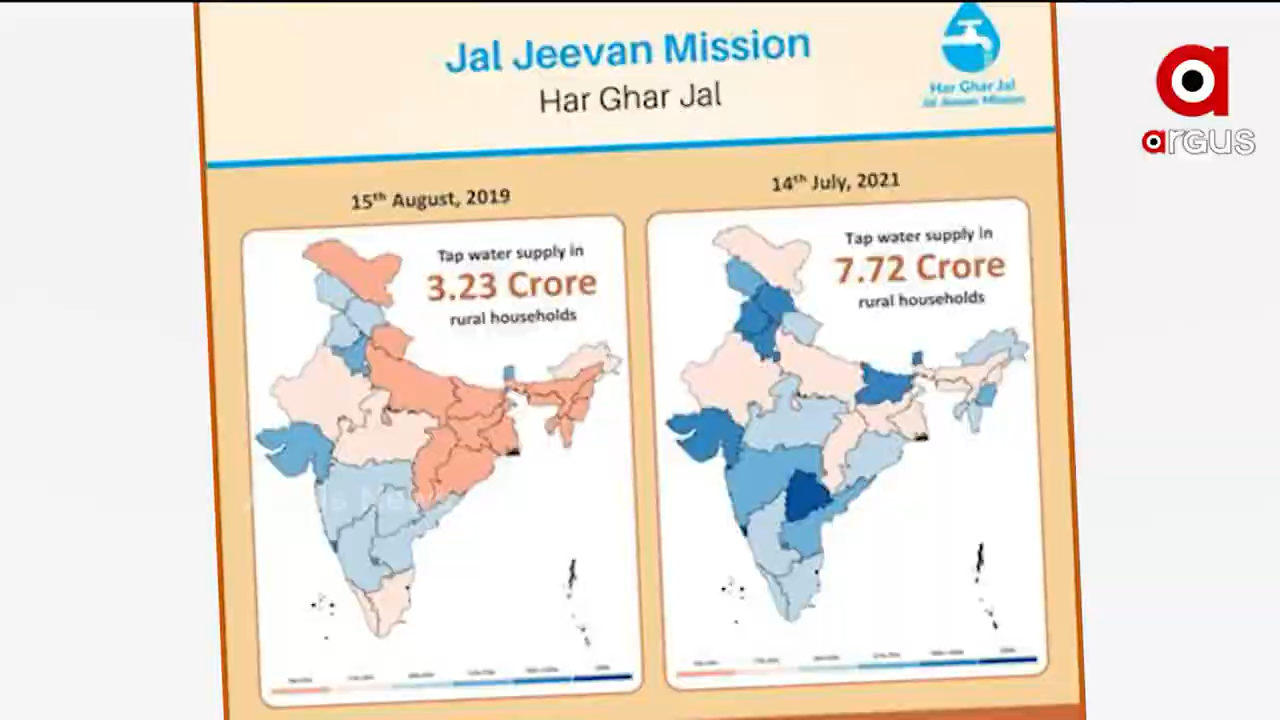 Jal Jeevan Mission
Har Ghar Jal
Har Ghar Jal
Jal Jeevan Mission
argus
15th August, 2019
Tap water supply in
3.23 Crore
rural households
14th July, 2021
Tap water supply in
7.72 Crore
rural households